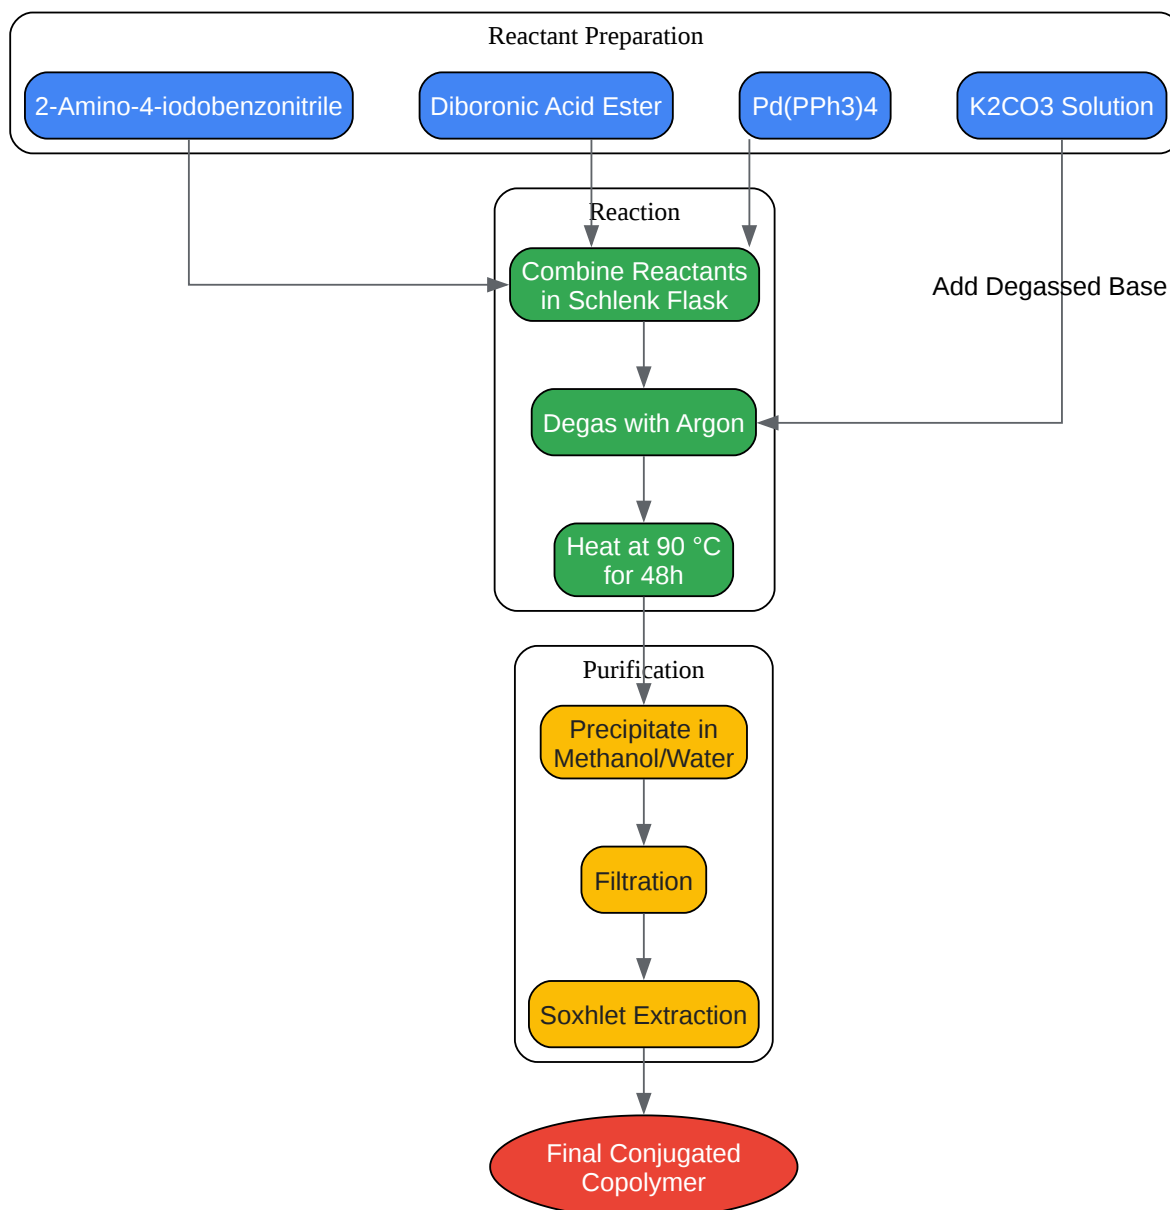 Reactant Preparation
2-Amino-4-iodobenzonitrile
Diboronic Acid Ester
Pd(PPh3)4
K2CO3 Solution
Reaction
Combine Reactants
in Schlenk Flask
Add Degassed Base
Degas with Argon
Heat at 90 °C
for 48h
Purification
Precipitate in
Methanol/Water
Filtration
Soxhlet Extraction
Final Conjugated
Copolymer